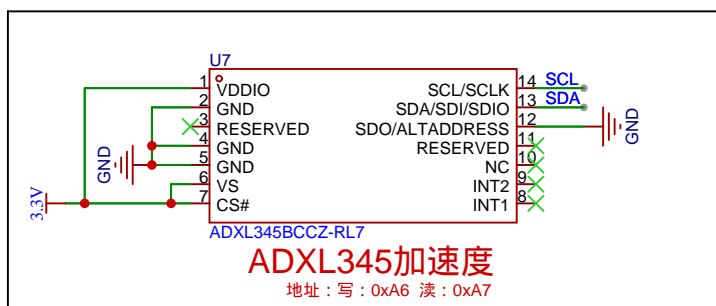 U7
1 VDDIO
2 GND
3 RESERVED
4 GND
5 GND
6 VS
7 CS#
SCL/SCLK 14 SCL
SDA/SDI/SDIO 13 SDA
SDO/ALTADDRESS 12
RESERVED 11
NC 10
INT2 9
INT1 8
GND
3.3V
GND
ADXL345BCCZ-RL7
ADXL345加速度
地址：写：0xA6 渎：0xA7